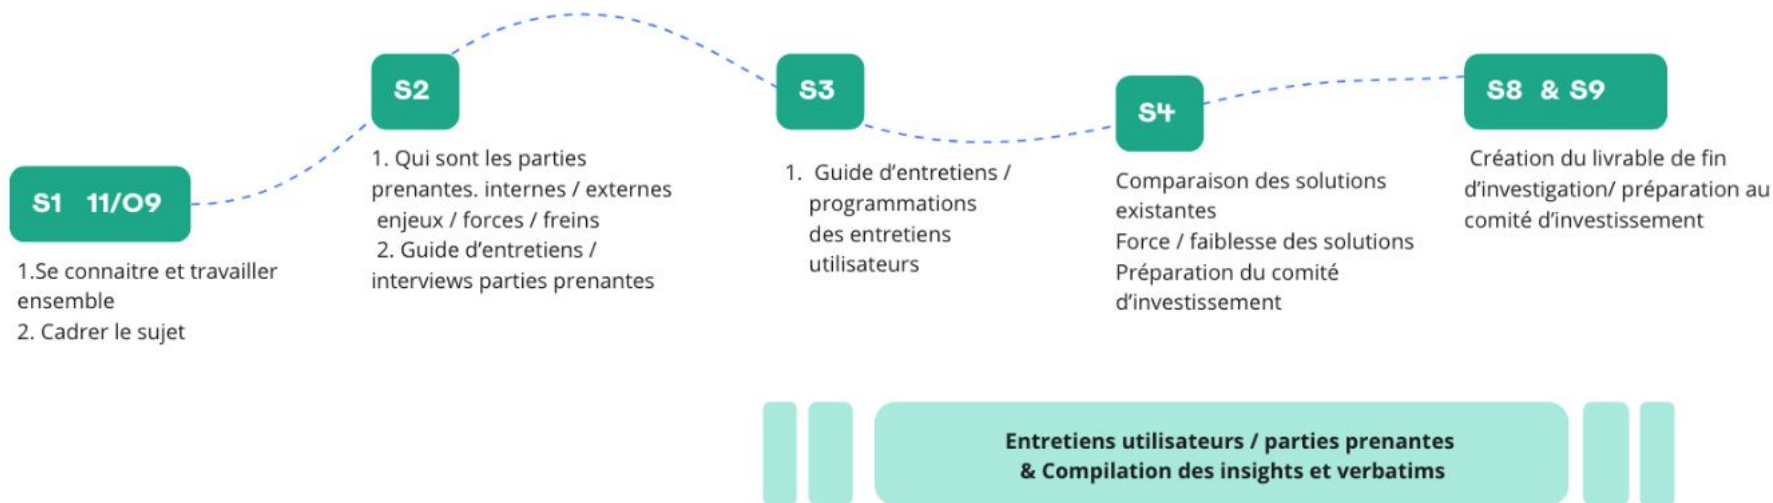 S1 11/09
1.Se connaitre et travailler
ensemble
2. Cadrer le sujet
S2
1. Qui sont les parties
prenantes. internes / externes
enjeux / forces / freins
2. Guide d’entretiens /
interviews parties prenantes
S3
1. Guide d’entretiens /
programmations
des entretiens
utilisateurs
S4
Comparaison des solutions
existantes
Force / faiblesse des solutions
Préparation du comité
d’investissement
S8 & S9
Création du livrable de fin
d’investigation/ préparation au
comité d’investissement
Entretiens utilisateurs / parties prenantes
& Compilation des insights et verbatims